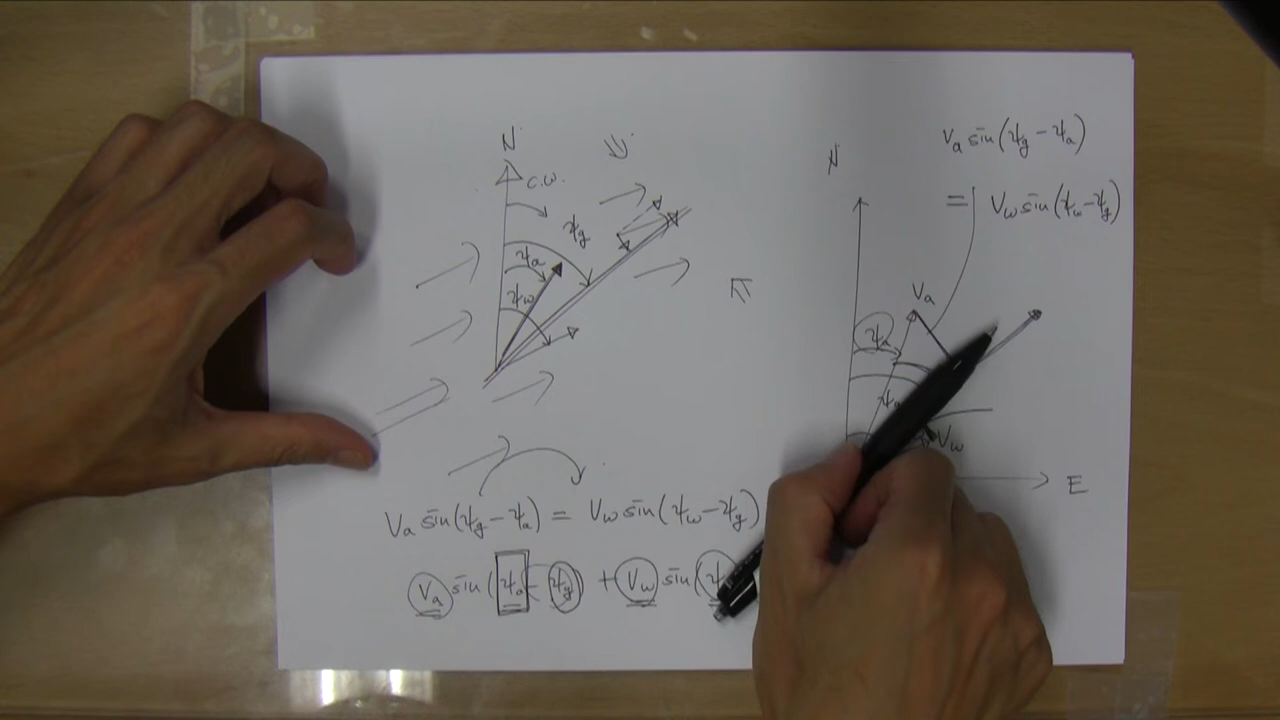 N
C.W.
ψg
ψa
ψw
Va sin(ψg − ψa) = Vw sin(ψw − ψg)
Va sin(ψa − ψg) + Vw sin(ψ
Va sin(ψg − ψa)
= Vw sin(ψw − ψg)
N
Va
ψa
Vw
E